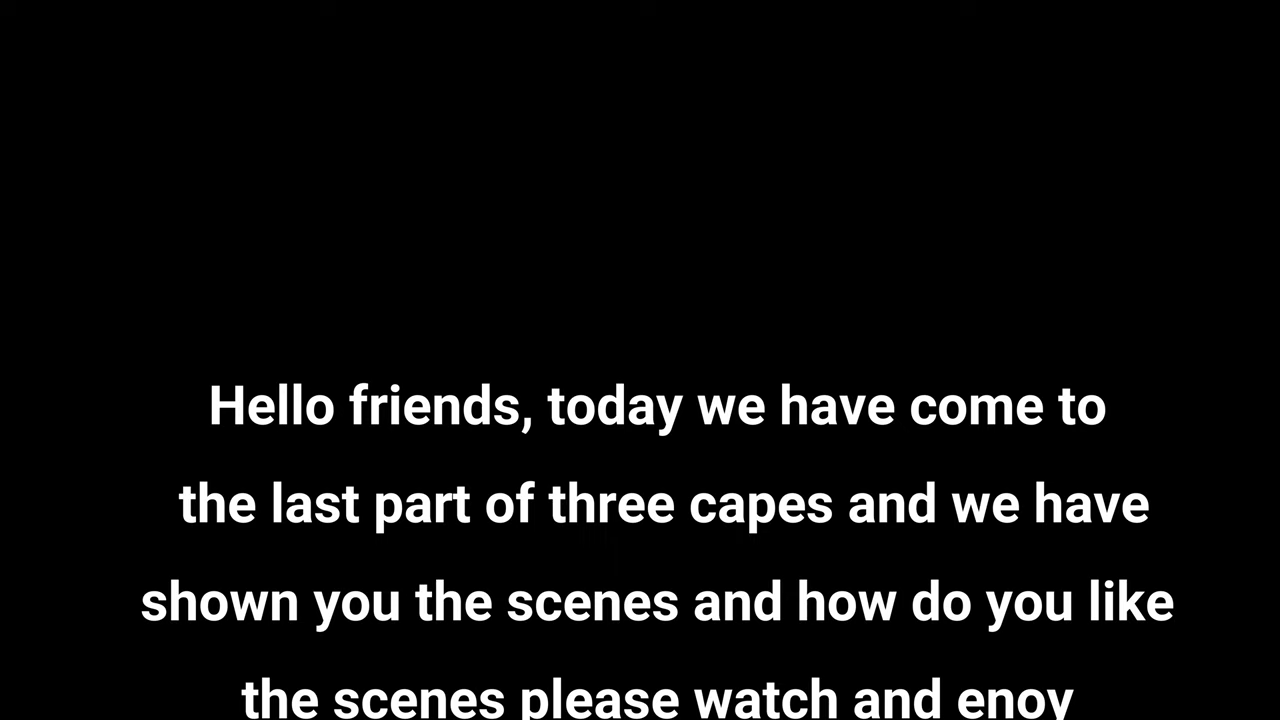 Hello friends, today we have come to
the last part of three capes and we have
shown you the scenes and how do you like
the scenes please watch and enoy